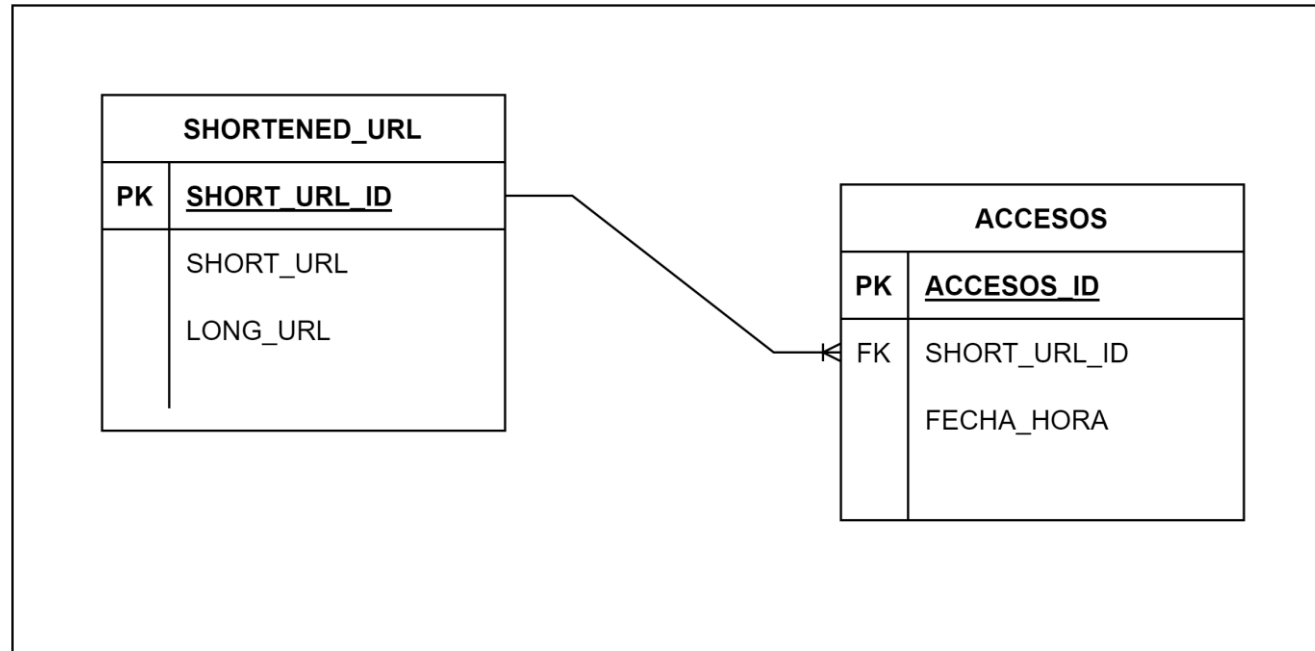 SHORTENED_URL
PK SHORT_URL_ID
SHORT_URL
LONG_URL
ACCESOS
PK ACCESOS_ID
FK SHORT_URL_ID
FECHA_HORA